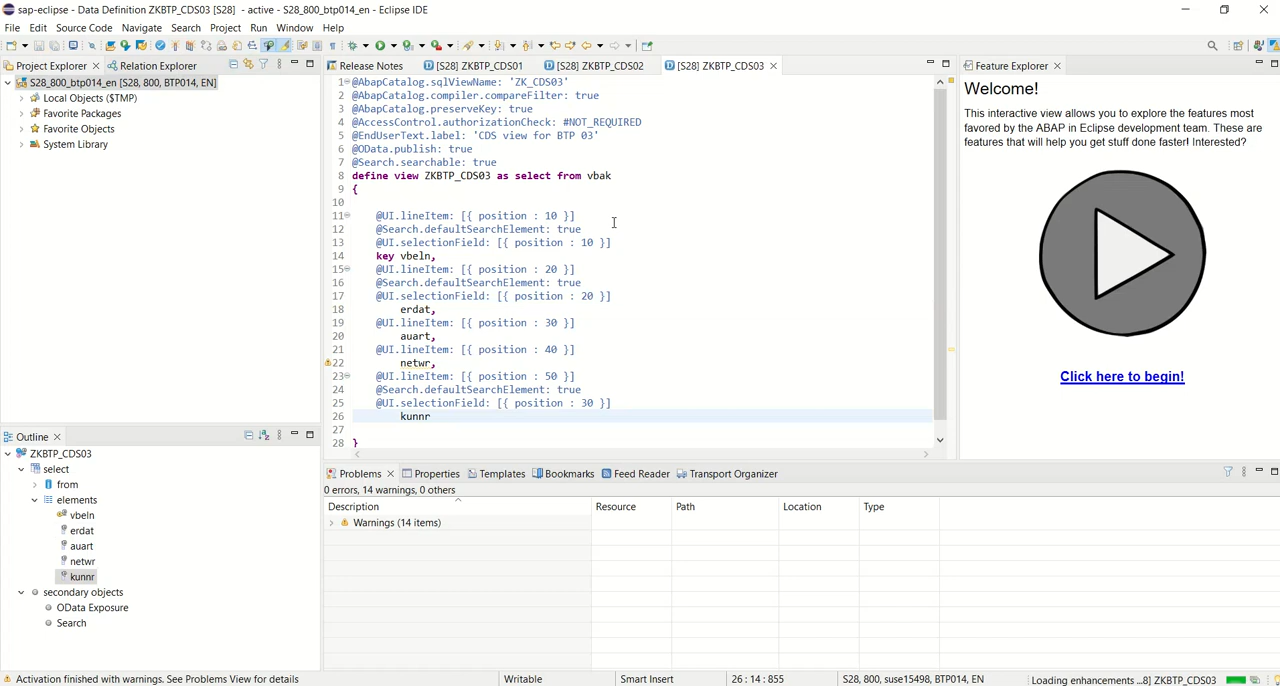 sap-eclipse - Data Definition ZKBTP_CDS03 [S28] - active - S28_800_btp014_en - Eclipse IDE
File Edit Source Code Navigate Search Project Run Window Help
Project Explorer
Relation Explorer
S28_800_btp014_en [S28, 800, BTP014, EN]
Local Objects ($TMP)
Favorite Packages
Favorite Objects
System Library
Release Notes
[S28] ZKBTP_CDS01
[S28] ZKBTP_CDS02
[S28] ZKBTP_CDS03
1 @AbapCatalog.sqlViewName: 'ZK_CDS03'
2 @AbapCatalog.compiler.compareFilter: true
3 @AbapCatalog.preserveKey: true
4 @AccessControl.authorizationCheck: #NOT_REQUIRED
5 @EndUserText.label: 'CDS view for BTP 03'
6 @OData.publish: true
7 @Search.searchable: true
8 define view ZKBTP_CDS03 as select from vbak
9 {
10
11 @UI.lineItem: [{ position : 10 }]
12 @Search.defaultSearchElement: true
13 @UI.selectionField: [{ position : 10 }]
14 key vbeln,
15 @UI.lineItem: [{ position : 20 }]
16 @Search.defaultSearchElement: true
17 @UI.selectionField: [{ position : 20 }]
18 erdat,
19 @UI.lineItem: [{ position : 30 }]
20 auart,
21 @UI.lineItem: [{ position : 40 }]
22 netwr,
23 @UI.lineItem: [{ position : 50 }]
24 @Search.defaultSearchElement: true
25 @UI.selectionField: [{ position : 30 }]
26 kunnr
27
28 }
Feature Explorer
Welcome!
This interactive view allows you to explore the features most
favored by the ABAP in Eclipse development team. These are
features that will help you get stuff done faster! Interested?
Click here to begin!
Outline
ZKBTP_CDS03
select
from
elements
vbeln
erdat
auart
netwr
kunnr
secondary objects
OData Exposure
Search
Problems
Properties
Templates
Bookmarks
Feed Reader
Transport Organizer
0 errors, 14 warnings, 0 others
Description Resource Path Location Type
Warnings (14 items)
Activation finished with warnings. See Problems View for details
Writable
Smart Insert
26 : 14 : 855
S28, 800, suse15498, BTP014, EN
Loading enhancements ...8] ZKBTP_CDS03